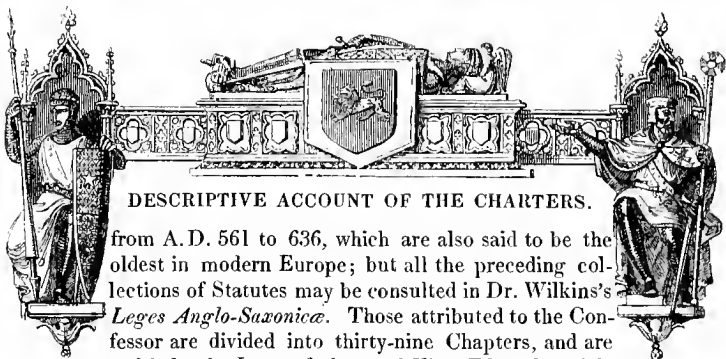 DESCRIPTIVE ACCOUNT OF THE CHARTERS.
from A.D. 561 to 636, which are also said to be the
oldest in modern Europe; but all the preceding col-
lections of Statutes may be consulted in Dr. Wilkins's
Leges Anglo-Saxonicæ. Those attributed to the Con-
fessor are divided into thirty-nine Chapters, and are